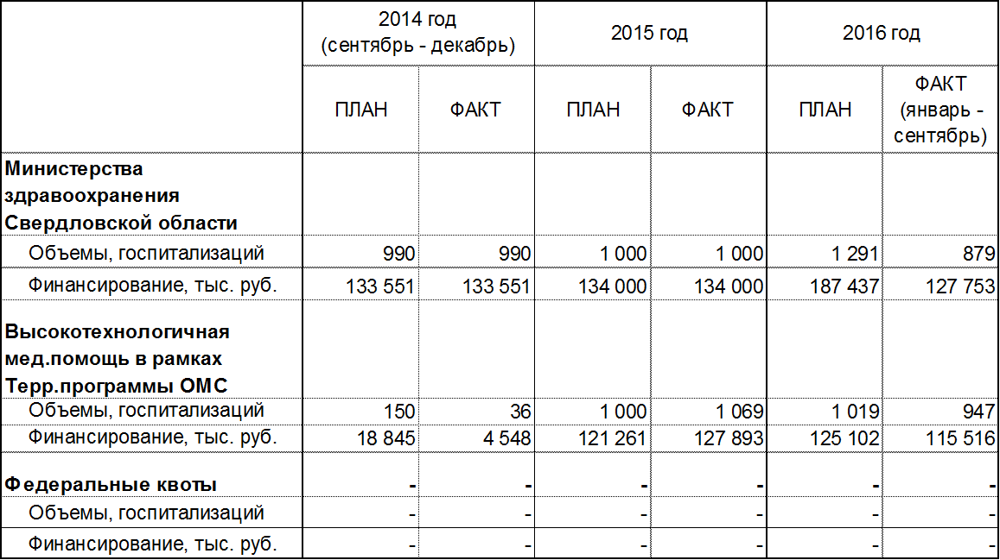 2014 год
(сентябрь - декабрь)
2015 год
2016 год
ПЛАН ФАКТ ПЛАН ФАКТ ПЛАН ФАКТ
(январь -
сентябрь)
Министерства
здравоохранения
Свердловской области
Объемы, госпитализаций 990 990 1 000 1 000 1 291 879
Финансирование, тыс. руб. 133 551 133 551 134 000 134 000 187 437 127 753
Высокотехнологичная
мед.помощь в рамках
Терр.программы ОМС
Объемы, госпитализаций 150 36 1 000 1 069 1 019 947
Финансирование, тыс. руб. 18 845 4 548 121 261 127 893 125 102 115 516
Федеральные квоты - - - - - -
Объемы, госпитализаций - - - - - -
Финансирование, тыс. руб. - - - - - -